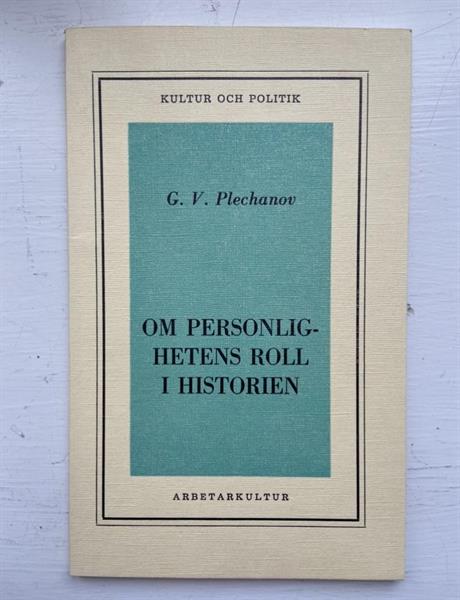 KULTUR OCH POLITIK
G. V. Plechanov
OM PERSONLIG-
HETENS ROLL
I HISTORIEN
ARBETARKULTUR